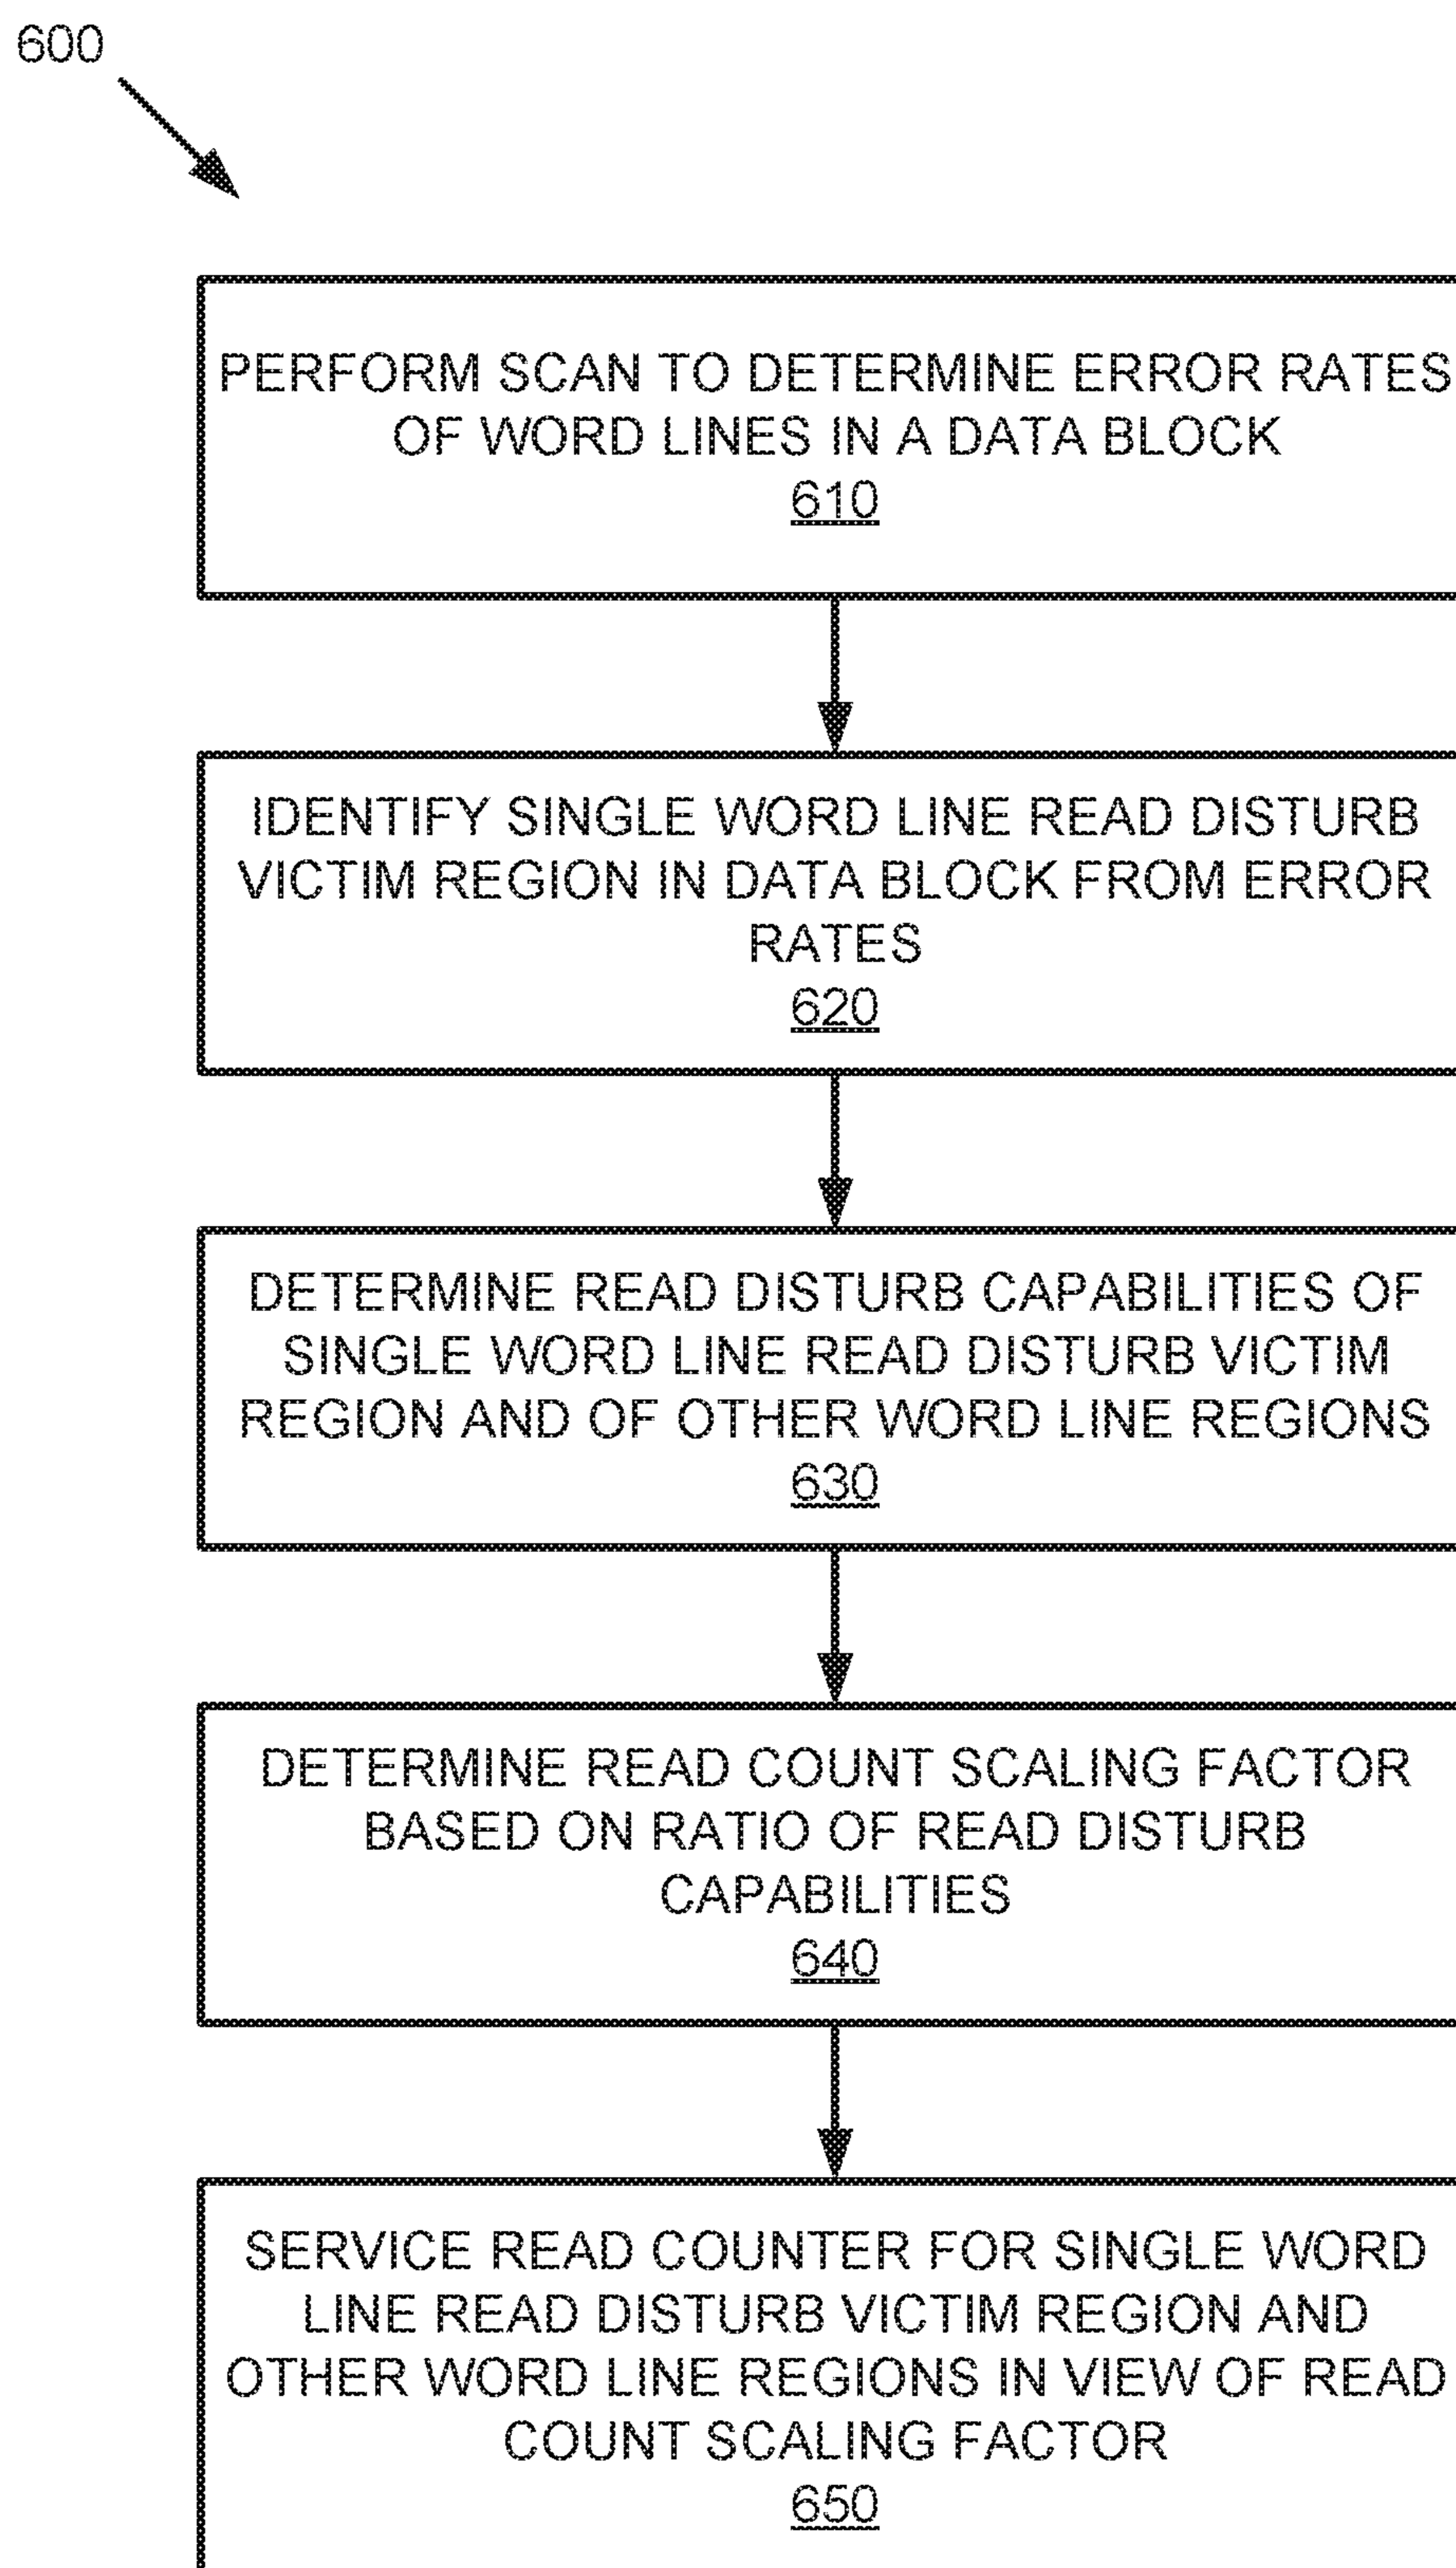 600
PERFORM SCAN TO DETERMINE ERROR RATES
OF WORD LINES IN A DATA BLOCK
610
IDENTIFY SINGLE WORD LINE READ DISTURB
VICTIM REGION IN DATA BLOCK FROM ERROR
RATES
620
DETERMINE READ DISTURB CAPABILITIES OF
SINGLE WORD LINE READ DISTURB VICTIM
REGION AND OF OTHER WORD LINE REGIONS
630
DETERMINE READ COUNT SCALING FACTOR
BASED ON RATIO OF READ DISTURB
CAPABILITIES
640
SERVICE READ COUNTER FOR SINGLE WORD
LINE READ DISTURB VICTIM REGION AND
OTHER WORD LINE REGIONS IN VIEW OF READ
COUNT SCALING FACTOR
650